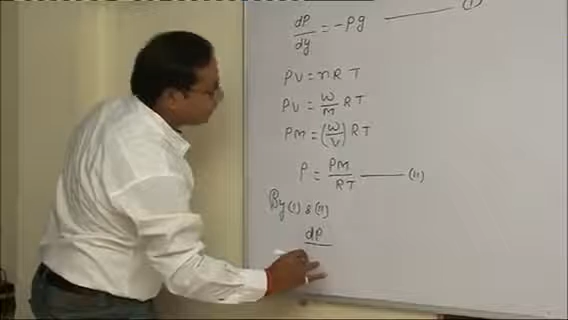 dP/dy = -ρg ——— (I)
PV = nRT
PV = W/M RT
PM = (W/V) RT
ρ = PM/RT ——— (II)
By (I) & (II)
dP